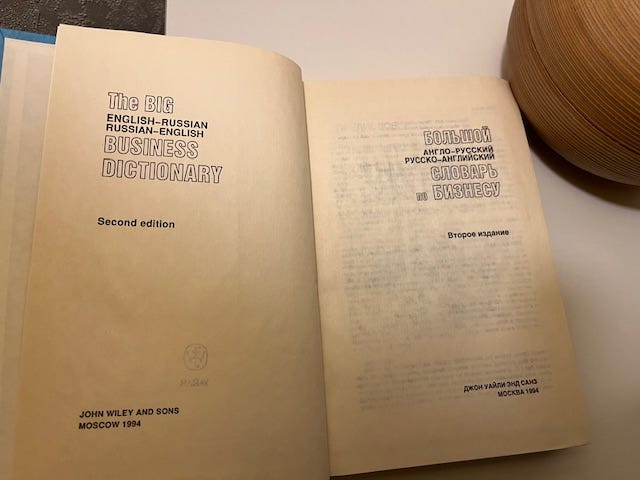 The BIG
ENGLISH–RUSSIAN
RUSSIAN–ENGLISH
BUSINESS
DICTIONARY
Second edition
JOHN WILEY AND SONS
MOSCOW 1994
БОЛЬШОЙ
АНГЛО–РУССКИЙ
РУССКО–АНГЛИЙСКИЙ
СЛОВАРЬ
ПО БИЗНЕСУ
Второе издание
ДЖОН УАЙЛИ ЭНД САНЗ
МОСКВА 1994